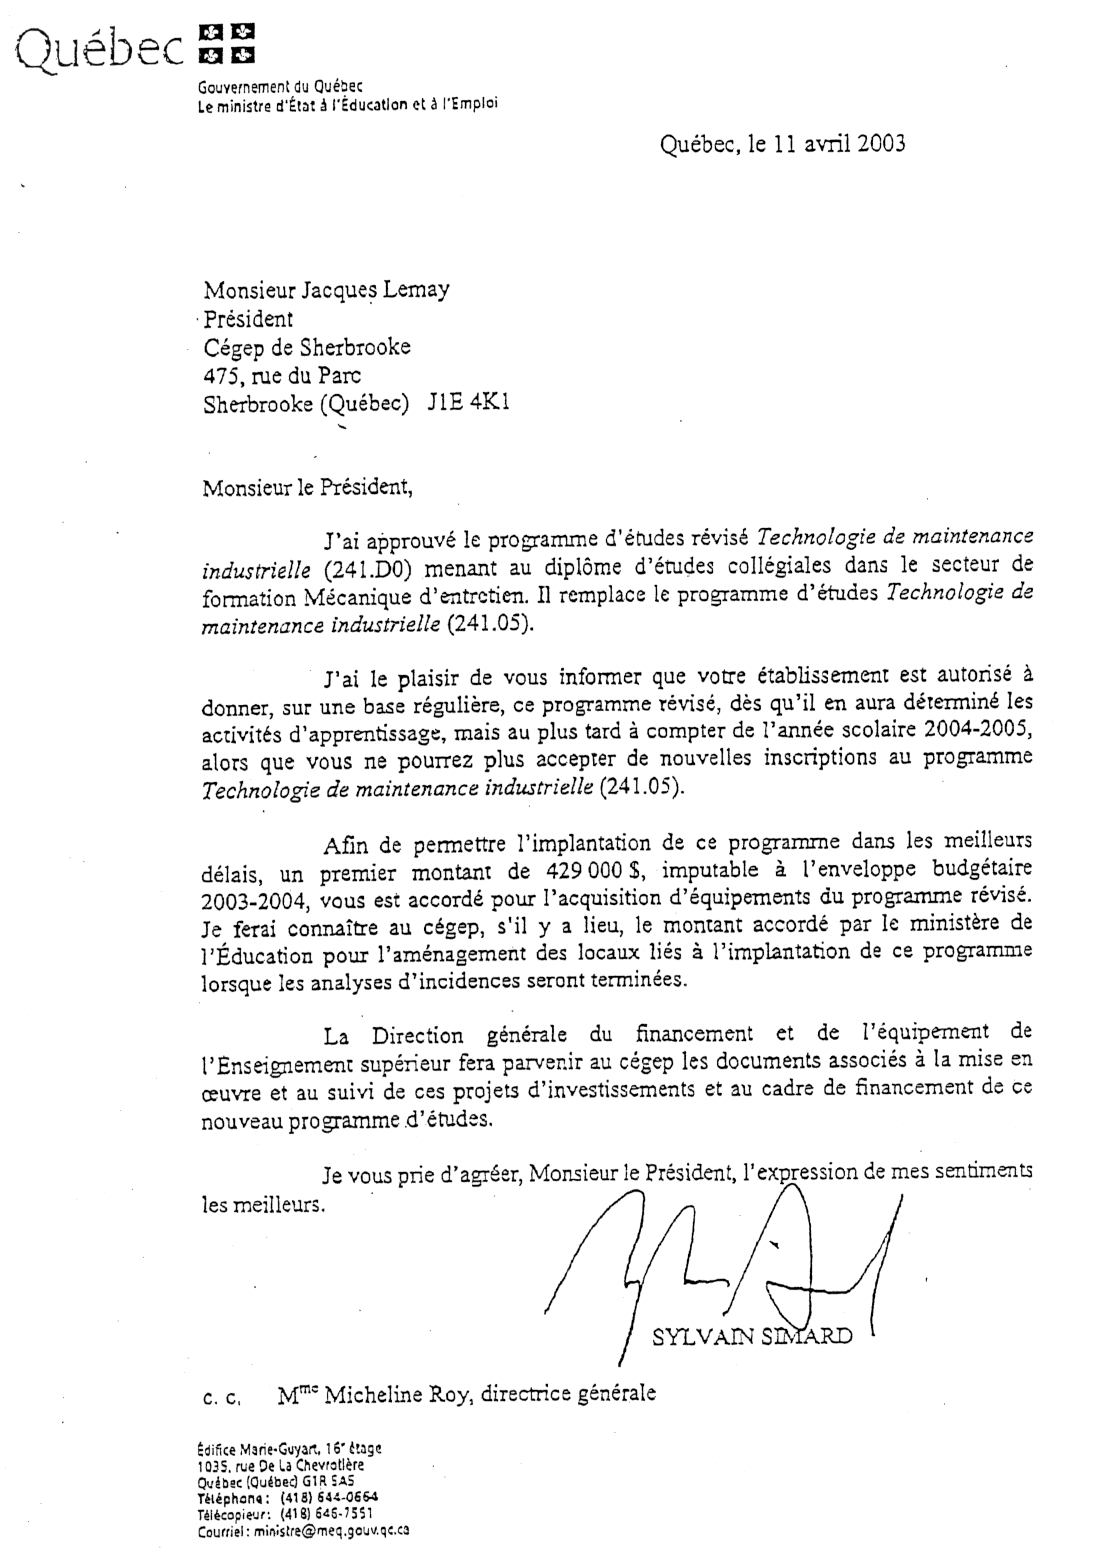 Québec
Gouvernement du Québec
Le ministre d'État à l'Éducation et à l'Emploi
Québec, le 11 avril 2003
Monsieur Jacques Lemay
Président
Cégep de Sherbrooke
475, rue du Parc
Sherbrooke (Québec) J1E 4K1
Monsieur le Président,
J'ai approuvé le programme d'études révisé Technologie de maintenance
industrielle (241.D0) menant au diplôme d'études collégiales dans le secteur de
formation Mécanique d'entretien. Il remplace le programme d'études Technologie de
maintenance industrielle (241.05).
J'ai le plaisir de vous informer que votre établissement est autorisé à
donner, sur une base régulière, ce programme révisé, dès qu'il en aura déterminé les
activités d'apprentissage, mais au plus tard à compter de l'année scolaire 2004-2005,
alors que vous ne pourrez plus accepter de nouvelles inscriptions au programme
Technologie de maintenance industrielle (241.05).
Afin de permettre l'implantation de ce programme dans les meilleurs
délais, un premier montant de 429 000 $, imputable à l'enveloppe budgétaire
2003-2004, vous est accordé pour l'acquisition d'équipements du programme révisé.
Je ferai connaître au cégep, s'il y a lieu, le montant accordé par le ministère de
l'Éducation pour l'aménagement des locaux liés à l'implantation de ce programme
lorsque les analyses d'incidences seront terminées.
La Direction générale du financement et de l'équipement de
l'Enseignement supérieur fera parvenir au cégep les documents associés à la mise en
œuvre et au suivi de ces projets d'investissements et au cadre de financement de ce
nouveau programme d'études.
Je vous prie d'agréer, Monsieur le Président, l'expression de mes sentiments
les meilleurs.
SYLVAIN SIMARD
c. c. Mme Micheline Roy, directrice générale
Édifice Marie-Guyart, 16e étage
1035, rue De La Chevrotière
Québec (Québec) G1R 5A5
Téléphone : (418) 644-0664
Télécopieur : (418) 646-7551
Courriel : ministre@meq.gouv.qc.ca